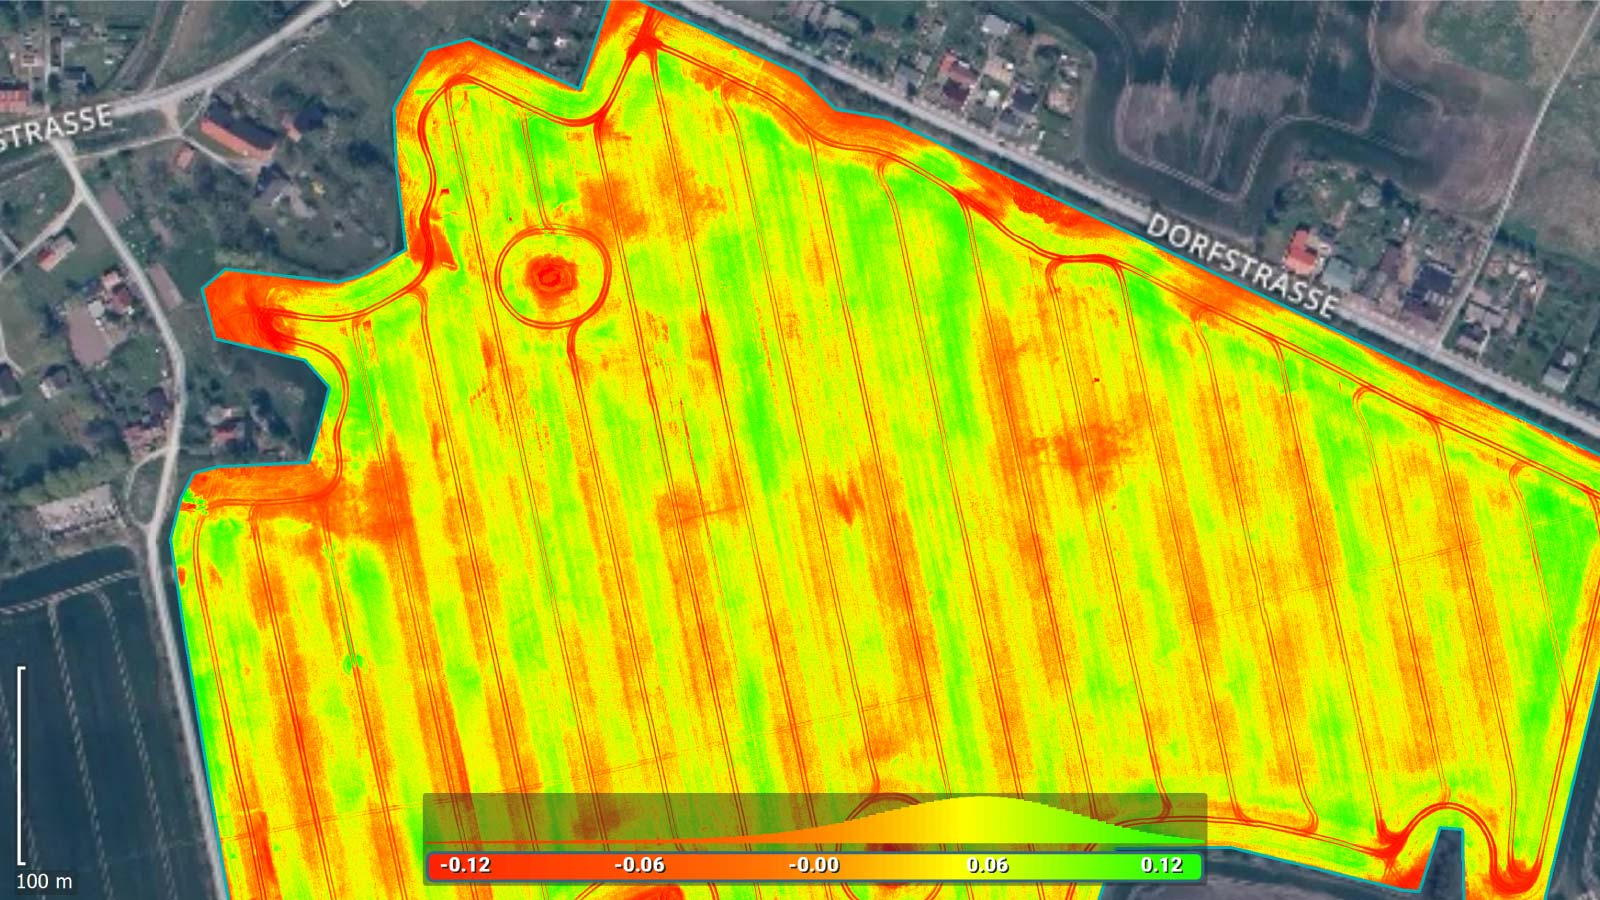 STRASSE
DORFSTRASSE
100 m
-0.12 -0.06 -0.00 0.06 0.12